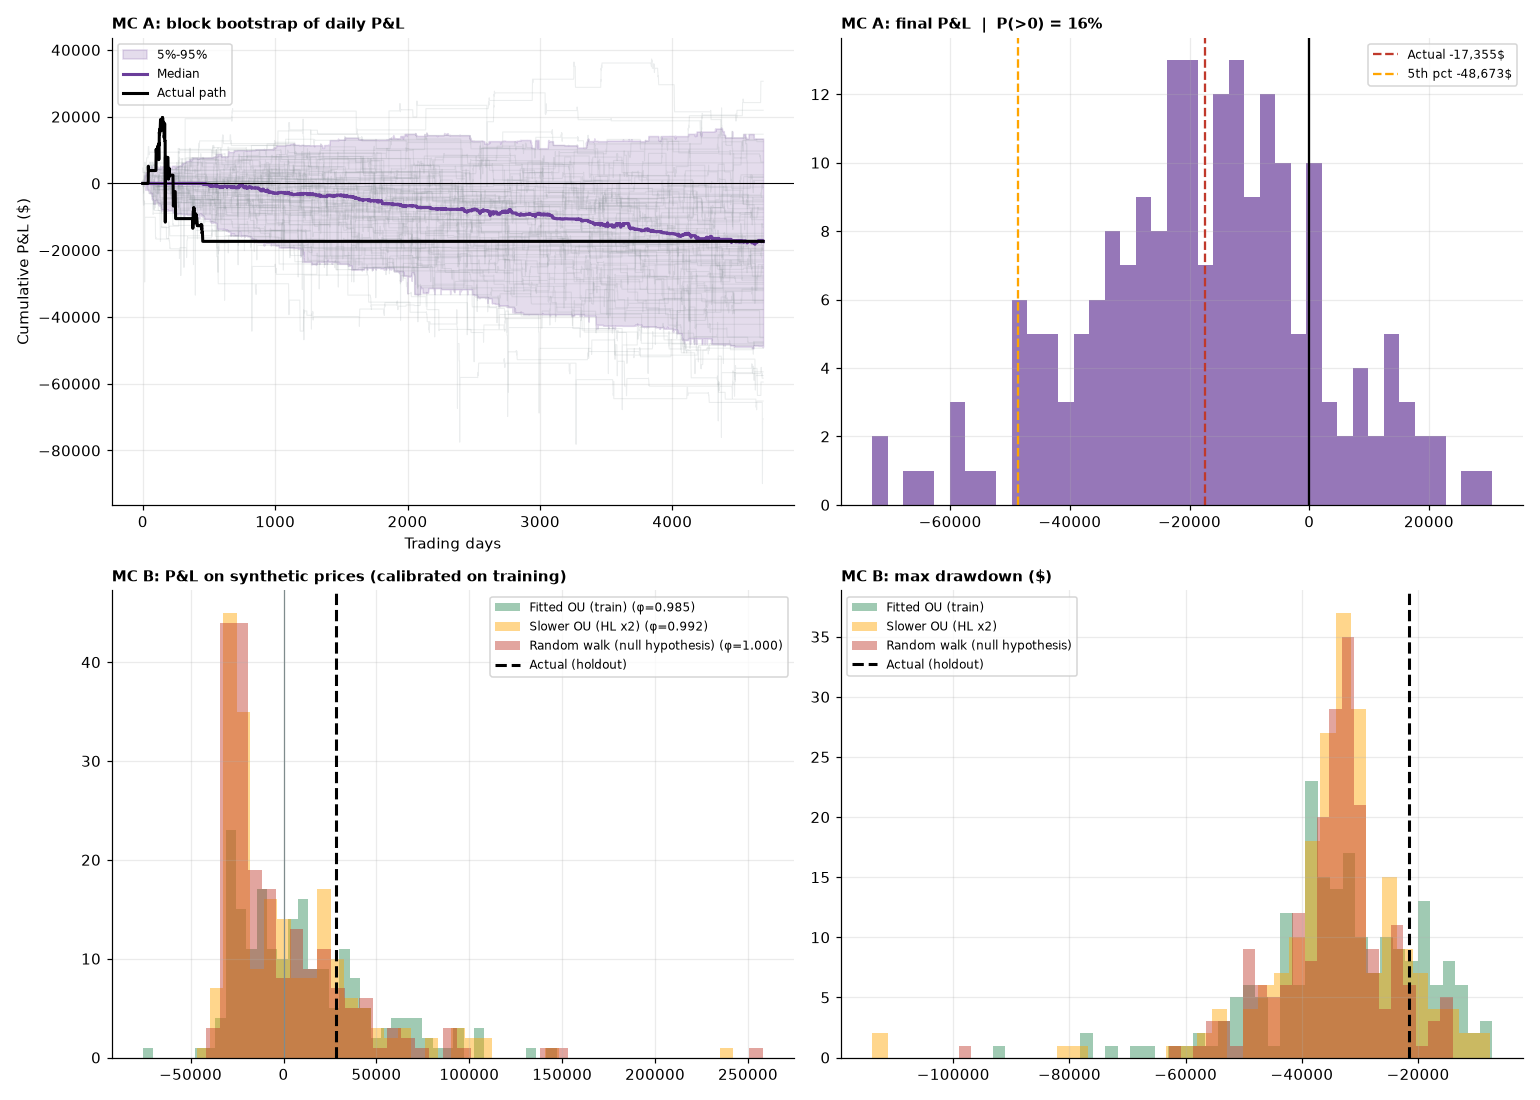 MC A: block bootstrap of daily P&L
5%-95%
Median
Actual path
40000
20000
0
−20000
−40000
−60000
−80000
Cumulative P&L ($)
0
1000
2000
3000
4000
Trading days
MC A: final P&L | P(>0) = 16%
Actual -17,355$
5th pct -48,673$
12
10
8
6
4
2
0
−60000
−40000
−20000
0
20000
MC B: P&L on synthetic prices (calibrated on training)
Fitted OU (train) (φ=0.985)
Slower OU (HL x2) (φ=0.992)
Random walk (null hypothesis) (φ=1.000)
Actual (holdout)
40
30
20
10
0
−50000
0
50000
100000
150000
200000
250000
MC B: max drawdown ($)
Fitted OU (train)
Slower OU (HL x2)
Random walk (null hypothesis)
Actual (holdout)
35
30
25
20
15
10
5
0
−100000
−80000
−60000
−40000
−20000